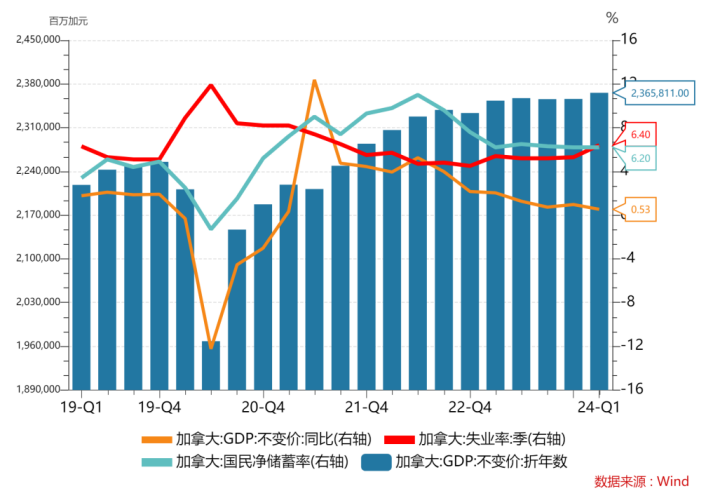 百万加元 %
2,450,000 16
2,380,000 12
2,365,811.00
2,310,000 8
6.40
6.20
2,240,000 4
2,170,000 0
0.53
2,100,000 -4
2,030,000 -8
1,960,000 -12
1,890,000 -16
19-Q1 19-Q4 20-Q4 21-Q4 22-Q4 24-Q1
加拿大:GDP:不变价:同比(右轴) 加拿大:失业率:季(右轴)
加拿大:国民净储蓄率(右轴) 加拿大:GDP:不变价:折年数
数据来源：Wind